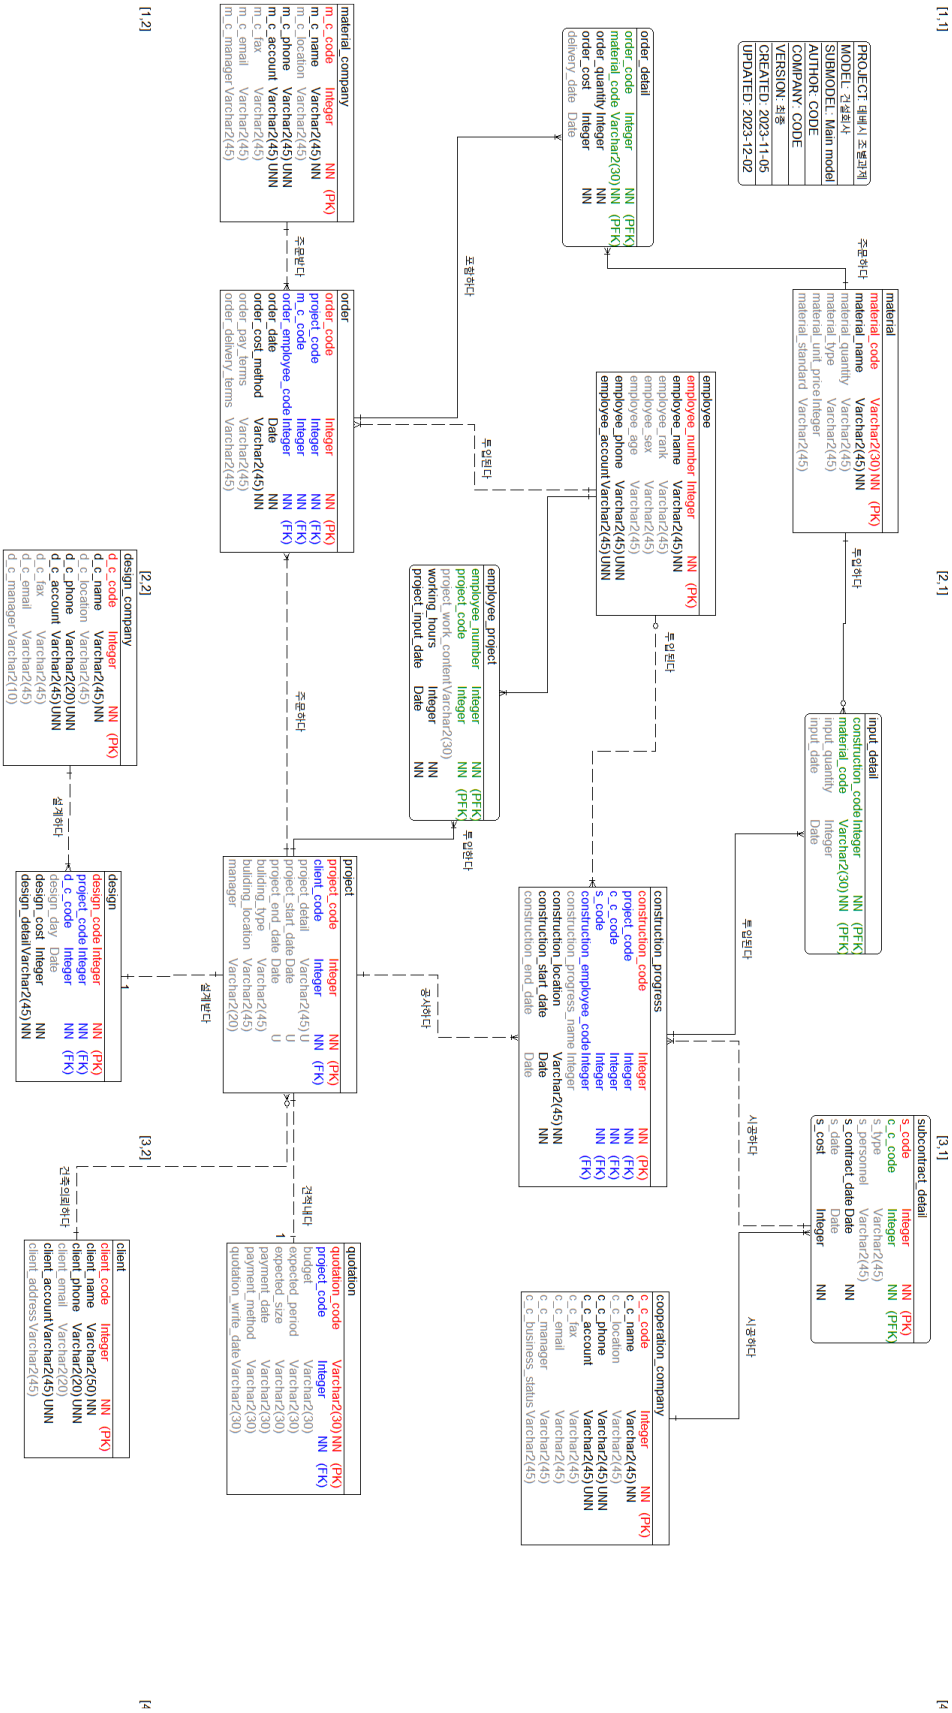 [1,1]
[2,1]
[3,1]
[4
PROJECT: 데베시 조별과제
MODEL: 건설회사
SUBMODEL: Main model
AUTHOR: CODE
COMPANY: CODE
VERSION: 최종
CREATED: 2023-11-05
UPDATED: 2023-12-02
주문하다
material
material_code Varchar2(30) NN (PK)
material_name Varchar2(45) NN
material_quantity Varchar2(45)
material_type Varchar2(45)
material_unit_price Integer
material_standard Varchar2(45)
투입하다
input_detail
construction_code Integer NN (PFK)
material_code Varchar2(30) NN (PFK)
input_quantity Integer
input_date Date
subcontract_detail
s_code Integer NN (PK)
c_c_code Integer NN (PFK)
s_type Varchar2(45)
s_personnel Varchar2(45)
s_contract_date Date NN
s_date Date
s_cost Integer NN
order_detail
order_code Integer NN (PFK)
material_code Varchar2(30) NN (PFK)
order_quantity Integer NN
order_cost Integer NN
delivery_date Date
employee
employee_number Integer NN (PK)
employee_name Varchar2(45) NN
employee_rank Varchar2(45)
employee_sex Varchar2(45)
employee_age Varchar2(45)
employee_phone Varchar2(45) UNN
employee_account Varchar2(45) UNN
투입된다
투입된다
시공하다
시공하다
construction_progress
construction_code Integer NN (PK)
project_code Integer NN (FK)
c_c_code Integer NN (FK)
s_code Integer NN (FK)
construction_employee_code Integer (FK)
construction_progress_name Integer
construction_location Varchar2(45) NN
construction_start_date Date NN
construction_end_date Date
cooperation_company
c_c_code Integer NN (PK)
c_c_name Varchar2(45) NN
c_c_location Varchar2(45)
c_c_phone Varchar2(45) UNN
c_c_account Varchar2(45) UNN
c_c_fax Varchar2(45)
c_c_email Varchar2(45)
c_c_manager Varchar2(45)
c_c_business_status Varchar2(45)
포함하다
투입된다
employee_project
employee_number Integer NN (PFK)
project_code Integer NN (PFK)
project_work_content Varchar2(30)
working_hours Integer NN
project_input_date Date NN
투입한다
공사하다
material_company
m_c_code Integer NN (PK)
m_c_name Varchar2(45) NN
m_c_location Varchar2(45)
m_c_phone Varchar2(45) UNN
m_c_account Varchar2(45) UNN
m_c_fax Varchar2(45)
m_c_email Varchar2(45)
m_c_manager Varchar2(45)
주문받다
order
order_code Integer NN (PK)
project_code Integer NN (FK)
m_c_code Integer NN (FK)
order_employee_code Integer NN (FK)
order_date Date NN
order_cost_method Varchar2(45) NN
order_pay_terms Varchar2(45)
order_delivery_terms Varchar2(45)
주문하다
project
project_code Integer NN (PK)
client_code Integer NN (FK)
project_detail Varchar2(45) U
project_start_date Date U
project_end_date Date U
buliding_type Varchar2(45)
buliding_location Varchar2(45)
manager Varchar2(20)
견적내다
1
quotation
quotation_code Varchar2(30) NN (PK)
project_code Integer NN (FK)
budget Varchar2(30)
expected_period Varchar2(30)
expected_size Varchar2(30)
payment_date Varchar2(30)
payment_method Varchar2(30)
quotation_write_date Varchar2(30)
설계받다
1
[1,2]
[2,2]
[3,2]
[4
design_company
d_c_code Integer NN (PK)
d_c_name Varchar2(45) NN
d_c_location Varchar2(45)
d_c_phone Varchar2(20) UNN
d_c_account Varchar2(45) UNN
d_c_fax Varchar2(45)
d_c_email Varchar2(45)
d_c_manager Varchar2(10)
설계하다
design
design_code Integer NN (PK)
project_code Integer NN (FK)
d_c_code Integer NN (FK)
design_day Date
design_cost Integer NN
design_detail Varchar2(45) NN
건축의뢰하다
client
client_code Integer NN (PK)
client_name Varchar2(50) NN
client_phone Varchar2(20) UNN
client_email Varchar2(20)
client_account Varchar2(45) UNN
client_address Varchar2(45)